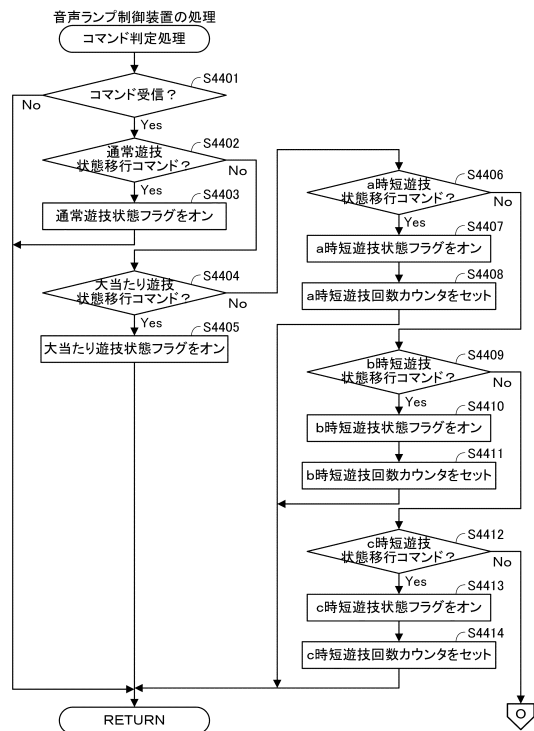 音声ランプ制御装置の処理
コマンド判定処理
S4401
コマンド受信？
No
Yes
S4402
通常遊技
状態移行コマンド？
No
Yes
S4403
通常遊技状態フラグをオン
S4404
大当たり遊技
状態移行コマンド？
No
Yes
S4405
大当たり遊技状態フラグをオン
S4406
a時短遊技
状態移行コマンド？
No
Yes
S4407
a時短遊技状態フラグをオン
S4408
a時短遊技回数カウンタをセット
S4409
b時短遊技
状態移行コマンド？
No
Yes
S4410
b時短遊技状態フラグをオン
S4411
b時短遊技回数カウンタをセット
S4412
c時短遊技
状態移行コマンド？
No
Yes
S4413
c時短遊技状態フラグをオン
S4414
c時短遊技回数カウンタをセット
RETURN
O